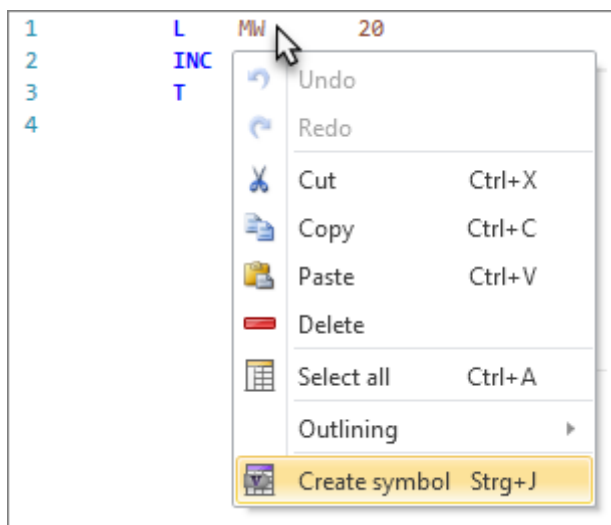 1 L MW 20
2 INC
3 T
4
Undo
Redo
Cut Ctrl+X
Copy Ctrl+C
Paste Ctrl+V
Delete
Select all Ctrl+A
Outlining
Create symbol Strg+J